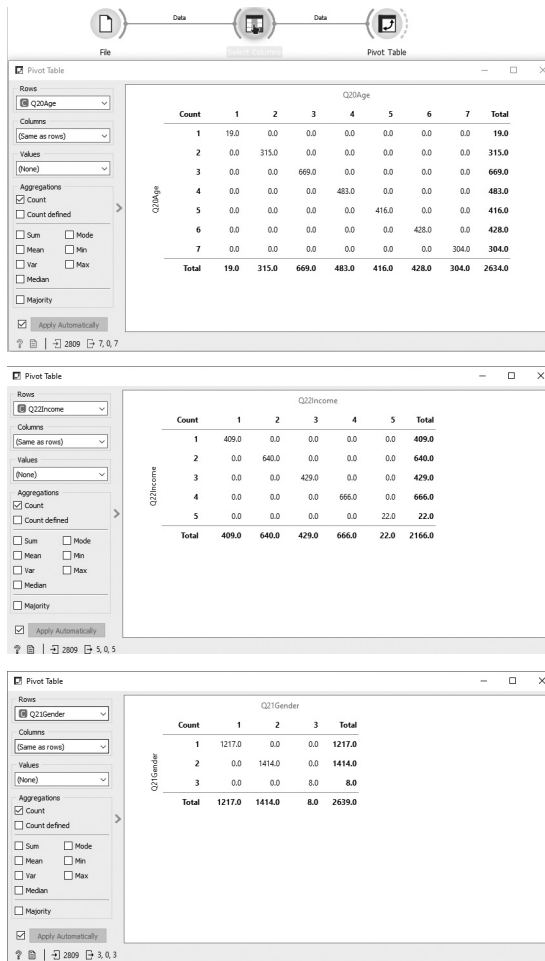 Data Data
File Select Columns Pivot Table
Pivot Table
Rows
Q20Age
Columns
(Same as rows)
Values
(None)
Aggregations
Count
Count defined
Sum Mode
Mean Min
Var Max
Median
Majority
Apply Automatically
2809 7, 0, 7
Q20Age
Q20Age
Count 1 2 3 4 5 6 7 Total
1 19.0 0.0 0.0 0.0 0.0 0.0 0.0 19.0
2 0.0 315.0 0.0 0.0 0.0 0.0 0.0 315.0
3 0.0 0.0 669.0 0.0 0.0 0.0 0.0 669.0
4 0.0 0.0 0.0 483.0 0.0 0.0 0.0 483.0
5 0.0 0.0 0.0 0.0 416.0 0.0 0.0 416.0
6 0.0 0.0 0.0 0.0 0.0 428.0 0.0 428.0
7 0.0 0.0 0.0 0.0 0.0 0.0 304.0 304.0
Total 19.0 315.0 669.0 483.0 416.0 428.0 304.0 2634.0
Pivot Table
Rows
Q22Income
Columns
(Same as rows)
Values
(None)
Aggregations
Count
Count defined
Sum Mode
Mean Min
Var Max
Median
Majority
Apply Automatically
2809 5, 0, 5
Q22Income
Q22Income
Count 1 2 3 4 5 Total
1 409.0 0.0 0.0 0.0 0.0 409.0
2 0.0 640.0 0.0 0.0 0.0 640.0
3 0.0 0.0 429.0 0.0 0.0 429.0
4 0.0 0.0 0.0 666.0 0.0 666.0
5 0.0 0.0 0.0 0.0 22.0 22.0
Total 409.0 640.0 429.0 666.0 22.0 2166.0
Pivot Table
Rows
Q21Gender
Columns
(Same as rows)
Values
(None)
Aggregations
Count
Count defined
Sum Mode
Mean Min
Var Max
Median
Majority
Apply Automatically
2809 3, 0, 3
Q21Gender
Q21Gender
Count 1 2 3 Total
1 1217.0 0.0 0.0 1217.0
2 0.0 1414.0 0.0 1414.0
3 0.0 0.0 8.0 8.0
Total 1217.0 1414.0 8.0 2639.0